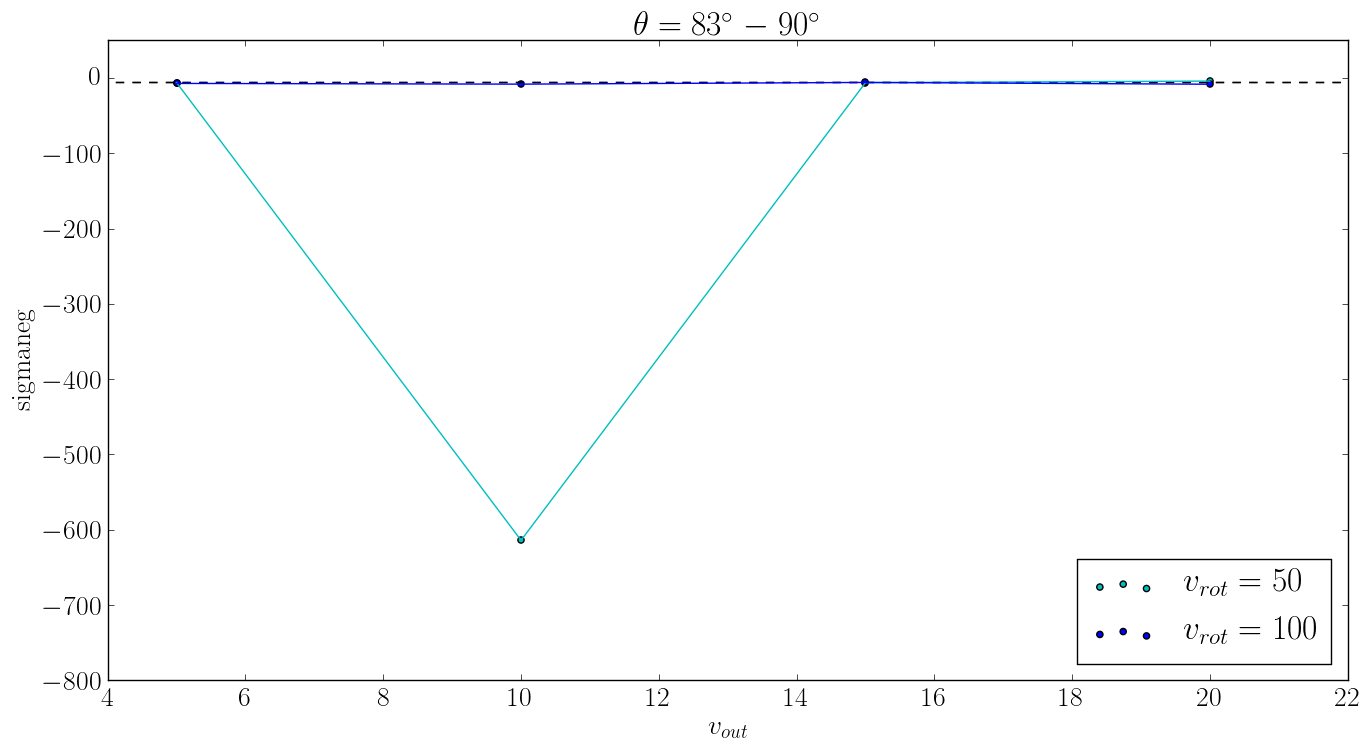 θ = 83° − 90°
0
−100
−200
−300
−400
−500
−600
−700
−800
sigmaneg
4 6 8 10 12 14 16 18 20 22
v_out
v_rot = 50
v_rot = 100